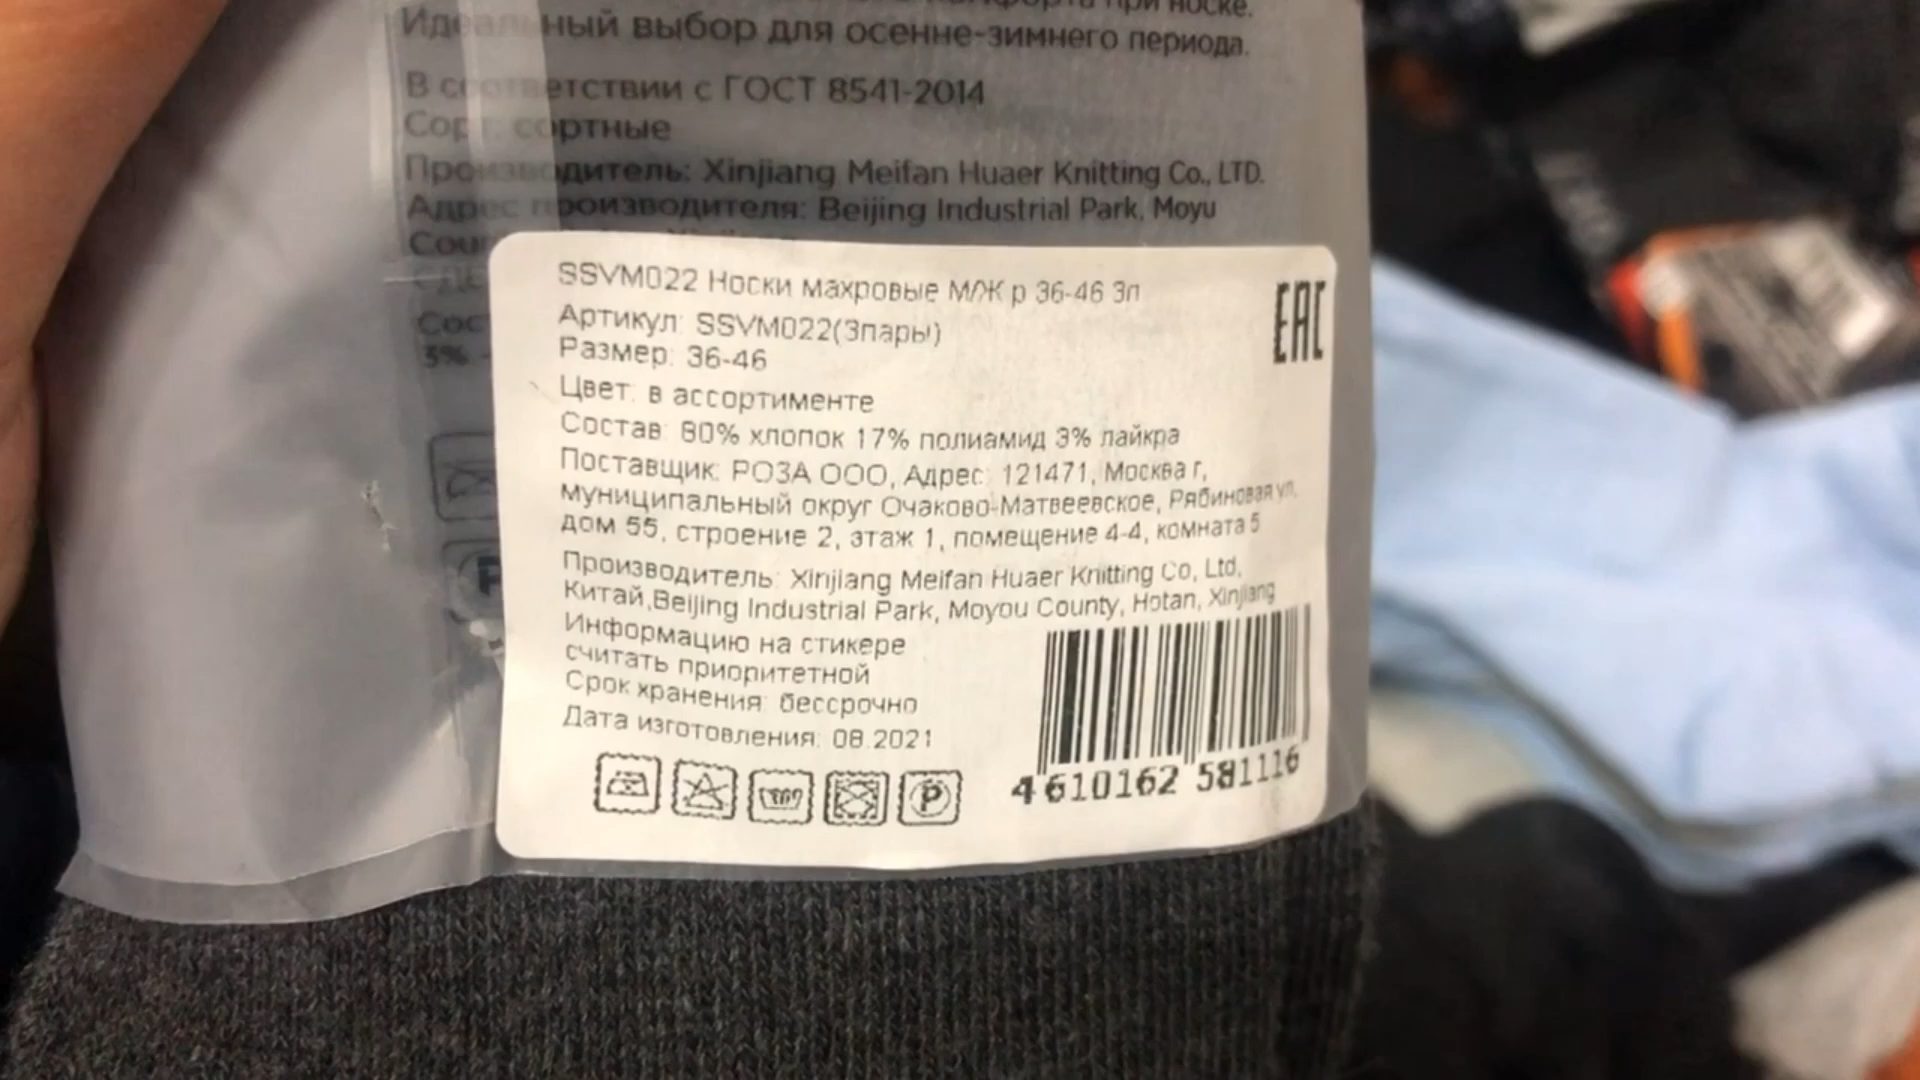 при носке.
Идеальный выбор для осенне-зимнего периода.
В соответствии с ГОСТ 8541-2014
Сорт: сортные
Производитель: Xinjiang Meifan Huaer Knitting Co., LTD.
Адрес производителя: Beijing Industrial Park, Moyu
SSVM022 Носки махровые М/Ж р 36-46 3п
Артикул: SSVM022(3пары)
Размер: 36-46
Цвет: в ассортименте
Состав: 80% хлопок 17% полиамид 3% лайкра
Поставщик: РОЗА ООО, Адрес: 121471, Москва г,
муниципальный округ Очаково-Матвеевское, Рябиновая ул,
дом 55, строение 2, этаж 1, помещение 4-4, комната 5
Производитель: Xinjiang Meifan Huaer Knitting Co, Ltd,
Китай,Beijing Industrial Park, Moyou County, Hotan, Xinjiang
Информацию на стикере
считать приоритетной
Срок хранения: бессрочно
Дата изготовления: 08.2021
EAC
P
4 610162 581116